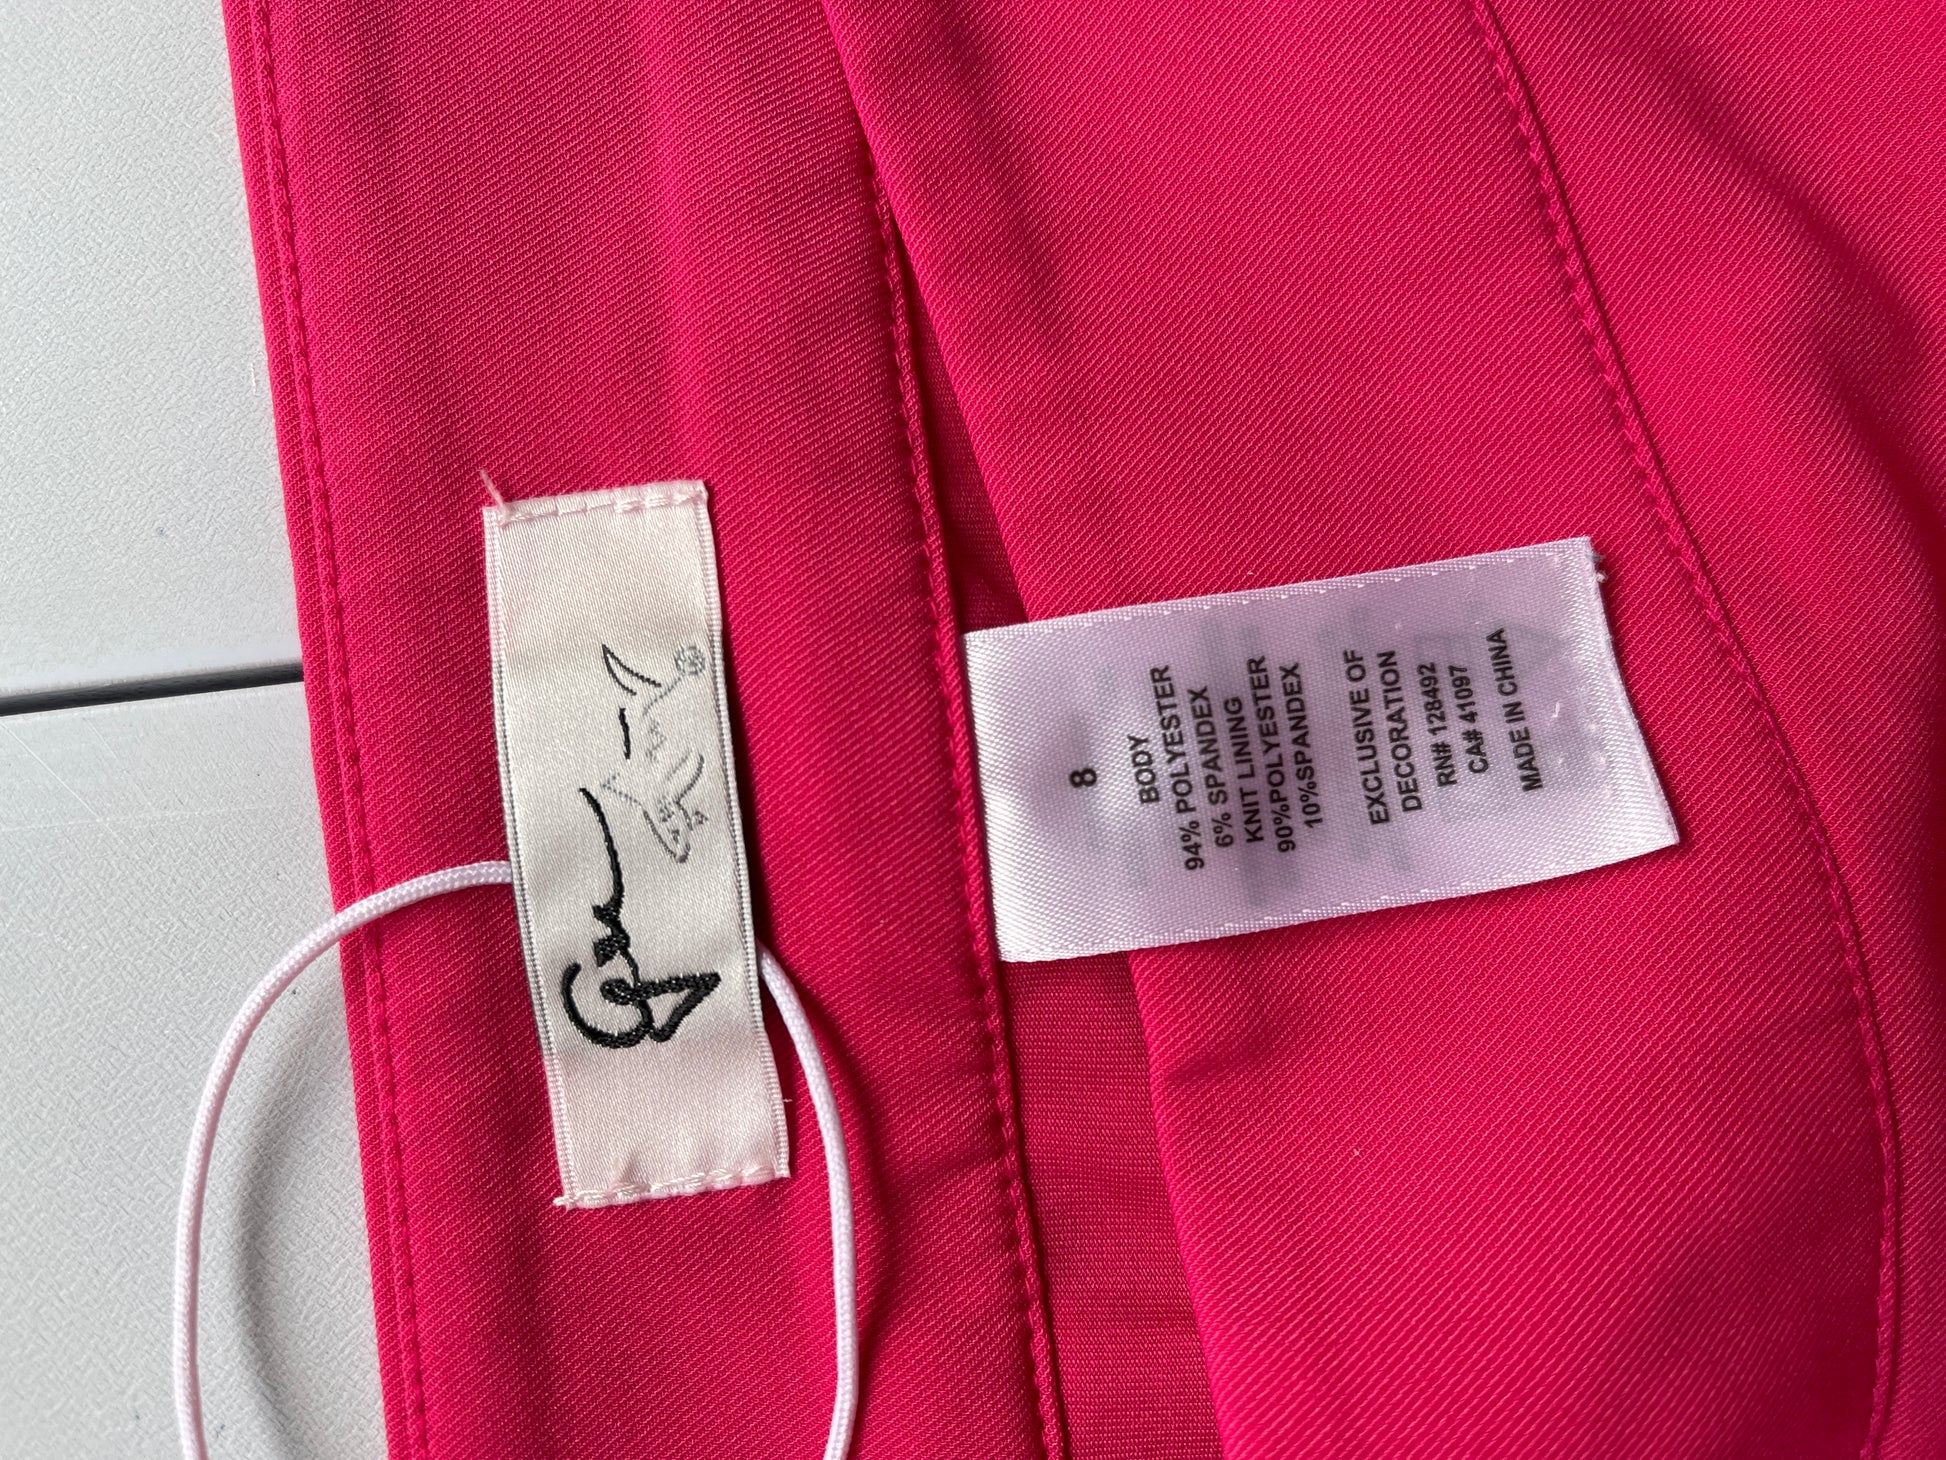 8
BODY
94% POLYESTER
6% SPANDEX
KNIT LINING
90%POLYESTER
10%SPANDEX
EXCLUSIVE OF
DECORATION
RN# 128492
CA# 41097
MADE IN CHINA